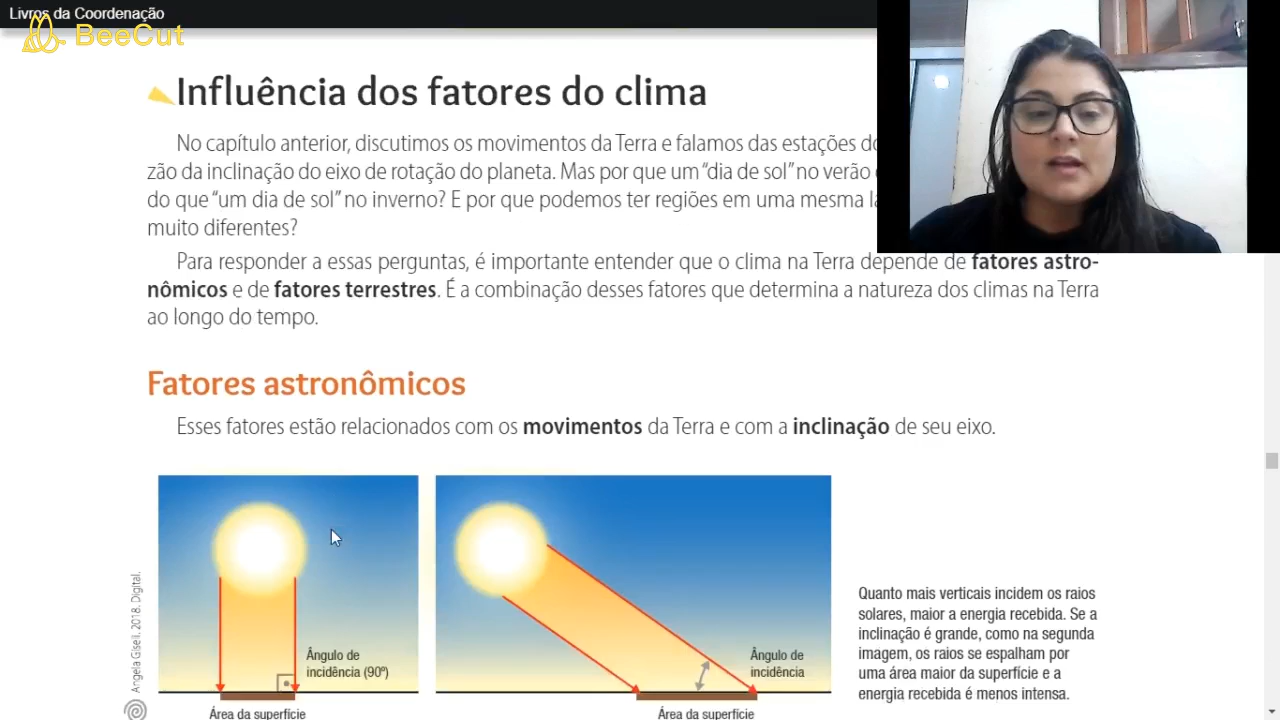 Livros da Coordenação
BeeCut
Influência dos fatores do clima
No capítulo anterior, discutimos os movimentos da Terra e falamos das estações
zão da inclinação do eixo de rotação do planeta. Mas por que um “dia de sol” no verão
do que “um dia de sol” no inverno? E por que podemos ter regiões em uma mesma
muito diferentes?
Para responder a essas perguntas, é importante entender que o clima na Terra depende de fatores astro-
nômicos e de fatores terrestres. É a combinação desses fatores que determina a natureza dos climas na Terra
ao longo do tempo.
Fatores astronômicos
Esses fatores estão relacionados com os movimentos da Terra e com a inclinação de seu eixo.
Angela Giseli. 2018. Digital.
Ângulo de
incidência (90º)
Área da superfície
Ângulo de
incidência
Área da superfície
Quanto mais verticais incidem os raios
solares, maior a energia recebida. Se a
inclinação é grande, como na segunda
imagem, os raios se espalham por
uma área maior da superfície e a
energia recebida é menos intensa.